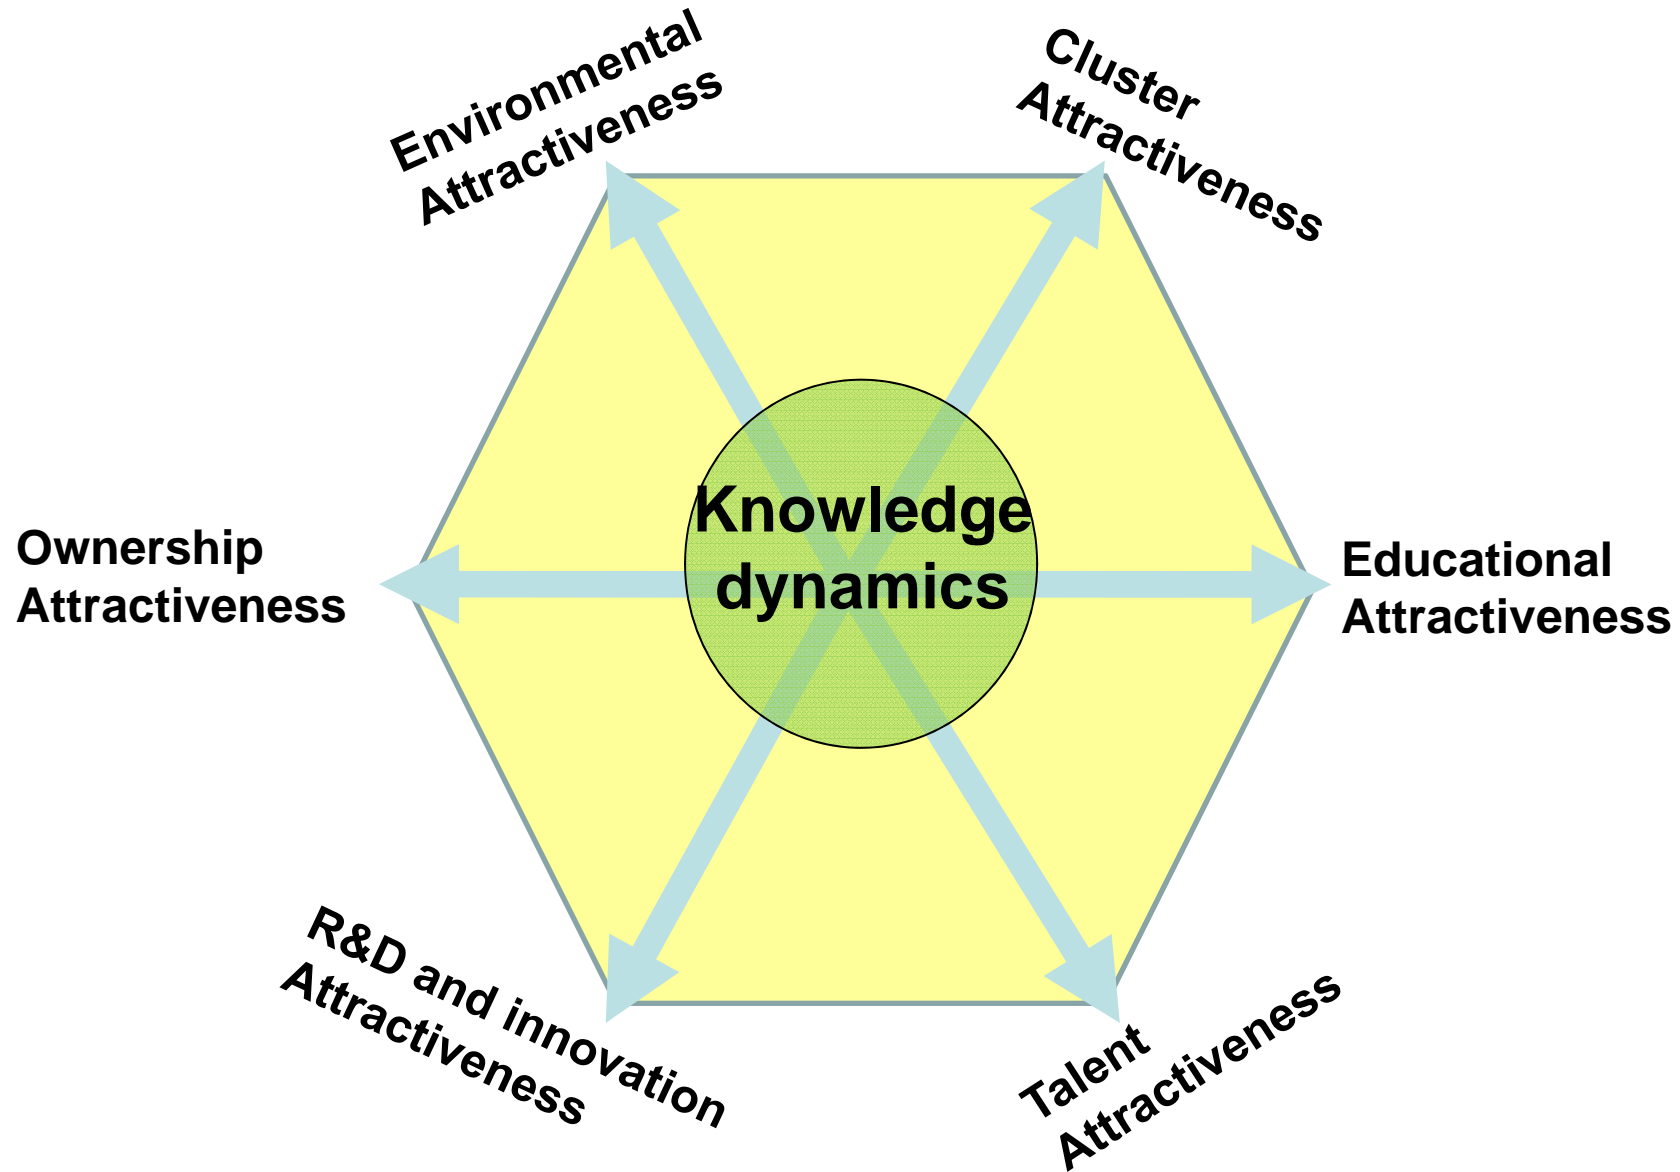 Environmental
Attractiveness
Cluster
Attractiveness
Knowledge
dynamics
Ownership
Attractiveness
Educational
Attractiveness
R&D and innovation
Attractiveness
Talent
Attractiveness